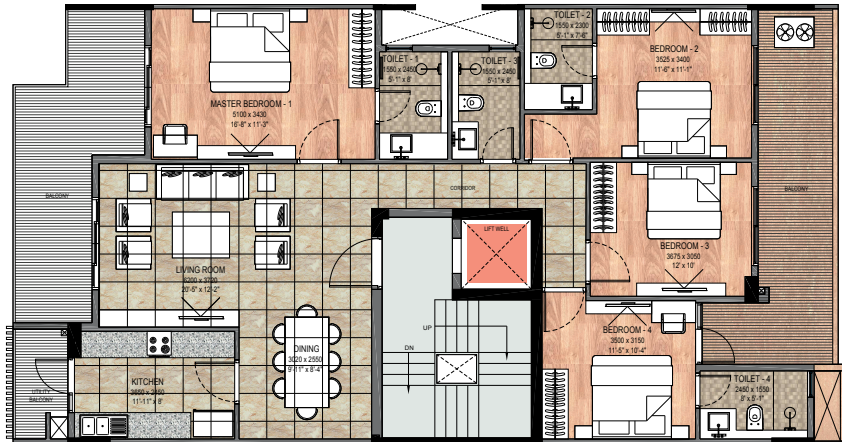 TOILET - 2
1550 x 2300
5'-1" x 7'-6"
BEDROOM - 2
3525 x 3400
11'-6" x 11'-1"
TOILET - 1
1550 x 2450
5'-1" x 8'
TOILET - 3
1550 x 2450
5'-1" x 8'
MASTER BEDROOM - 1
5100 x 3430
16'-8" x 11'-3"
BALCONY
CORRIDOR
BALCONY
LIFT WELL
BEDROOM - 3
3675 x 3050
12' x 10'
LIVING ROOM
6200 x 3720
20'-5" x 12'-2"
UP
DN
BEDROOM - 4
3500 x 3150
11'-5" x 10'-4"
DINING
3020 x 2550
9'-11" x 8'-4"
KITCHEN
3650 x 2450
11'-11" x 8'
UTILITY
BALCONY
TOILET - 4
2450 x 1550
8' x 5'-1"